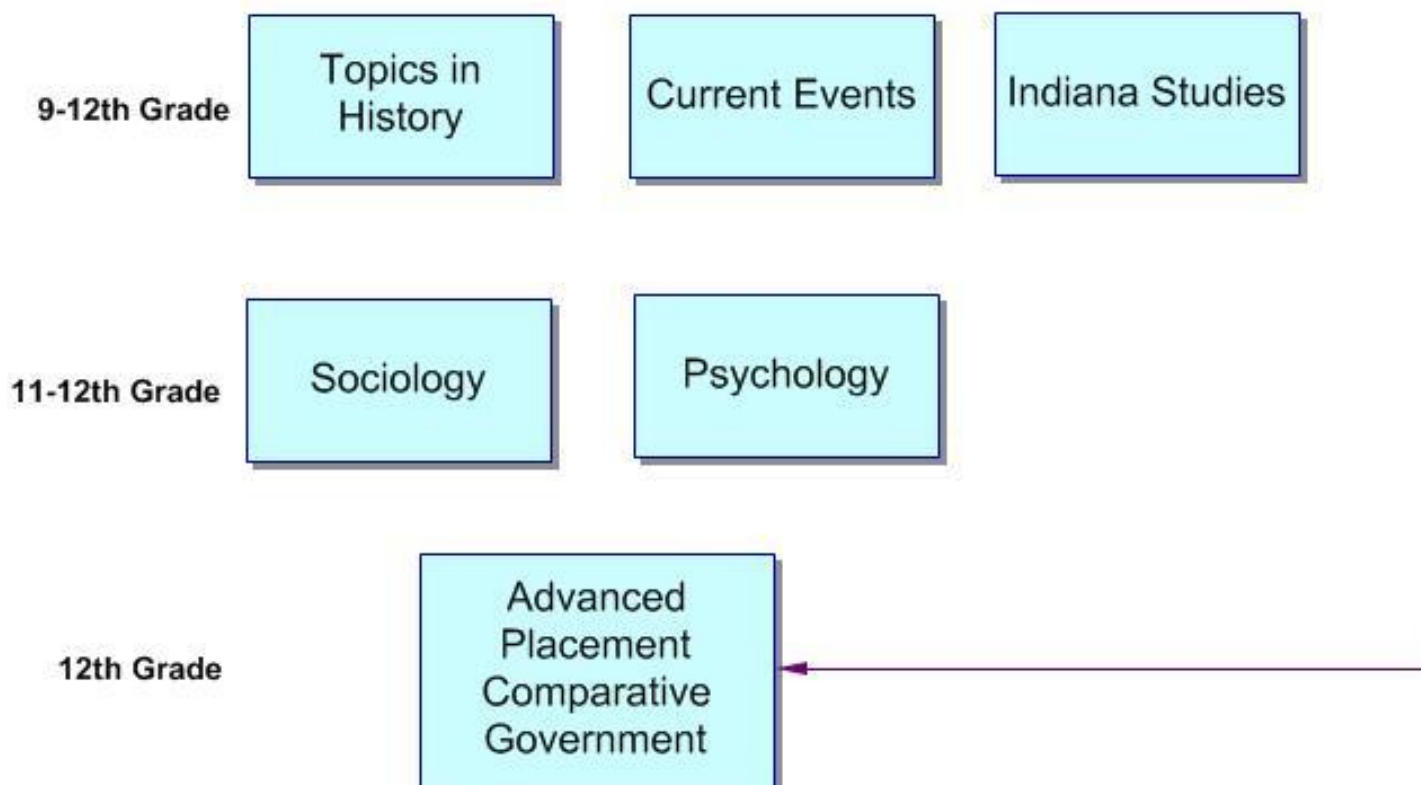 9-12th Grade
Topics in
History
Current Events
Indiana Studies
11-12th Grade
Sociology
Psychology
12th Grade
Advanced
Placement
Comparative
Government